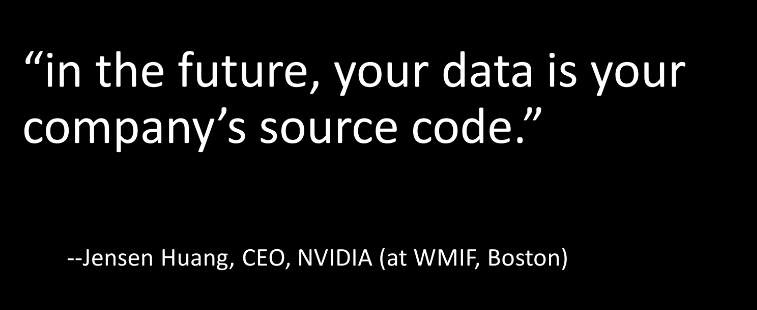 “in the future, your data is your
company’s source code.”
--Jensen Huang, CEO, NVIDIA (at WMIF, Boston)